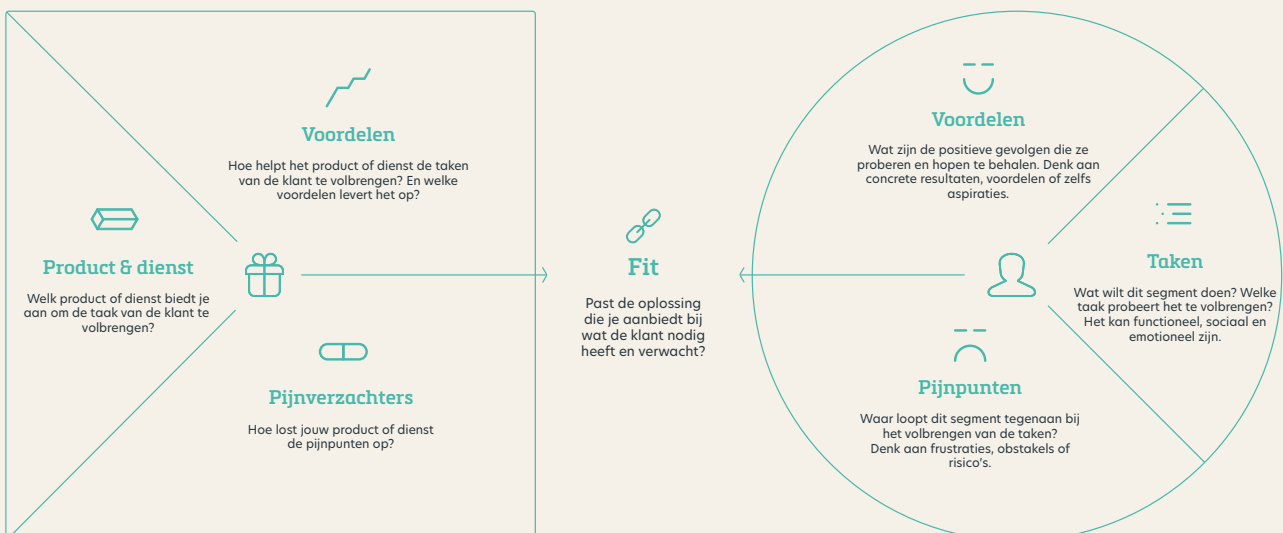 Voordelen
Hoe helpt het product of dienst de taken
van de klant te volbrengen? En welke
voordelen levert het op?
Product & dienst
Welk product of dienst biedt je
aan om de taak van de klant te
volbrengen?
Pijnverzachters
Hoe lost jouw product of dienst
de pijnpunten op?
Fit
Past de oplossing
die je aanbiedt bij
wat de klant nodig
heeft en verwacht?
Voordelen
Wat zijn de positieve gevolgen die ze
proberen en hopen te behalen. Denk aan
concrete resultaten, voordelen of zelfs
aspiraties.
Taken
Wat wilt dit segment doen? Welke
taak probeert het te volbrengen?
Het kan functioneel, sociaal en
emotioneel zijn.
Pijnpunten
Waar loopt dit segment tegenaan bij
het volbrengen van de taken?
Denk aan frustraties, obstakels of
risico's.